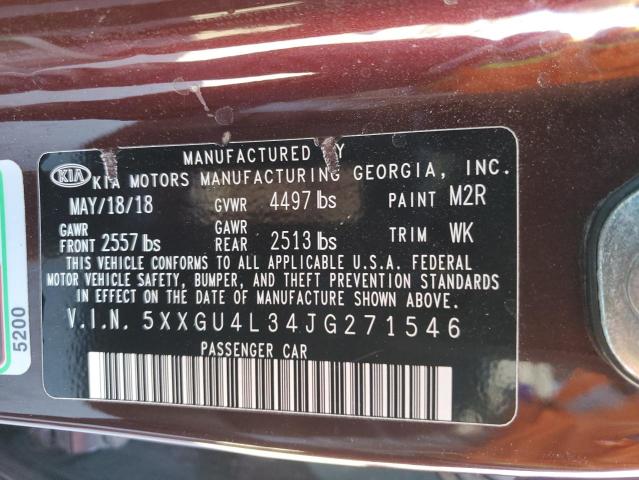 MANUFACTURED BY
KIA
KIA MOTORS MANUFACTURING GEORGIA, INC.
MAY/18/18 GVWR 4497 lbs PAINT M2R
GAWR FRONT 2557 lbs GAWR REAR 2513 lbs TRIM WK
THIS VEHICLE CONFORMS TO ALL APPLICABLE U.S.A. FEDERAL
MOTOR VEHICLE SAFETY, BUMPER, AND THEFT PREVENTION STANDARDS
IN EFFECT ON THE DATE OF MANUFACTURE SHOWN ABOVE.
V.I.N. 5XXGU4L34JG271546
PASSENGER CAR
5200